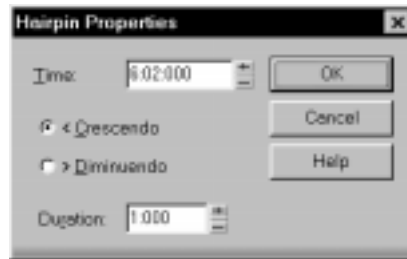 Hairpin Properties
Time: 6:02:000
OK
< Crescendo
Cancel
> Diminuendo
Help
Duration: 1:000